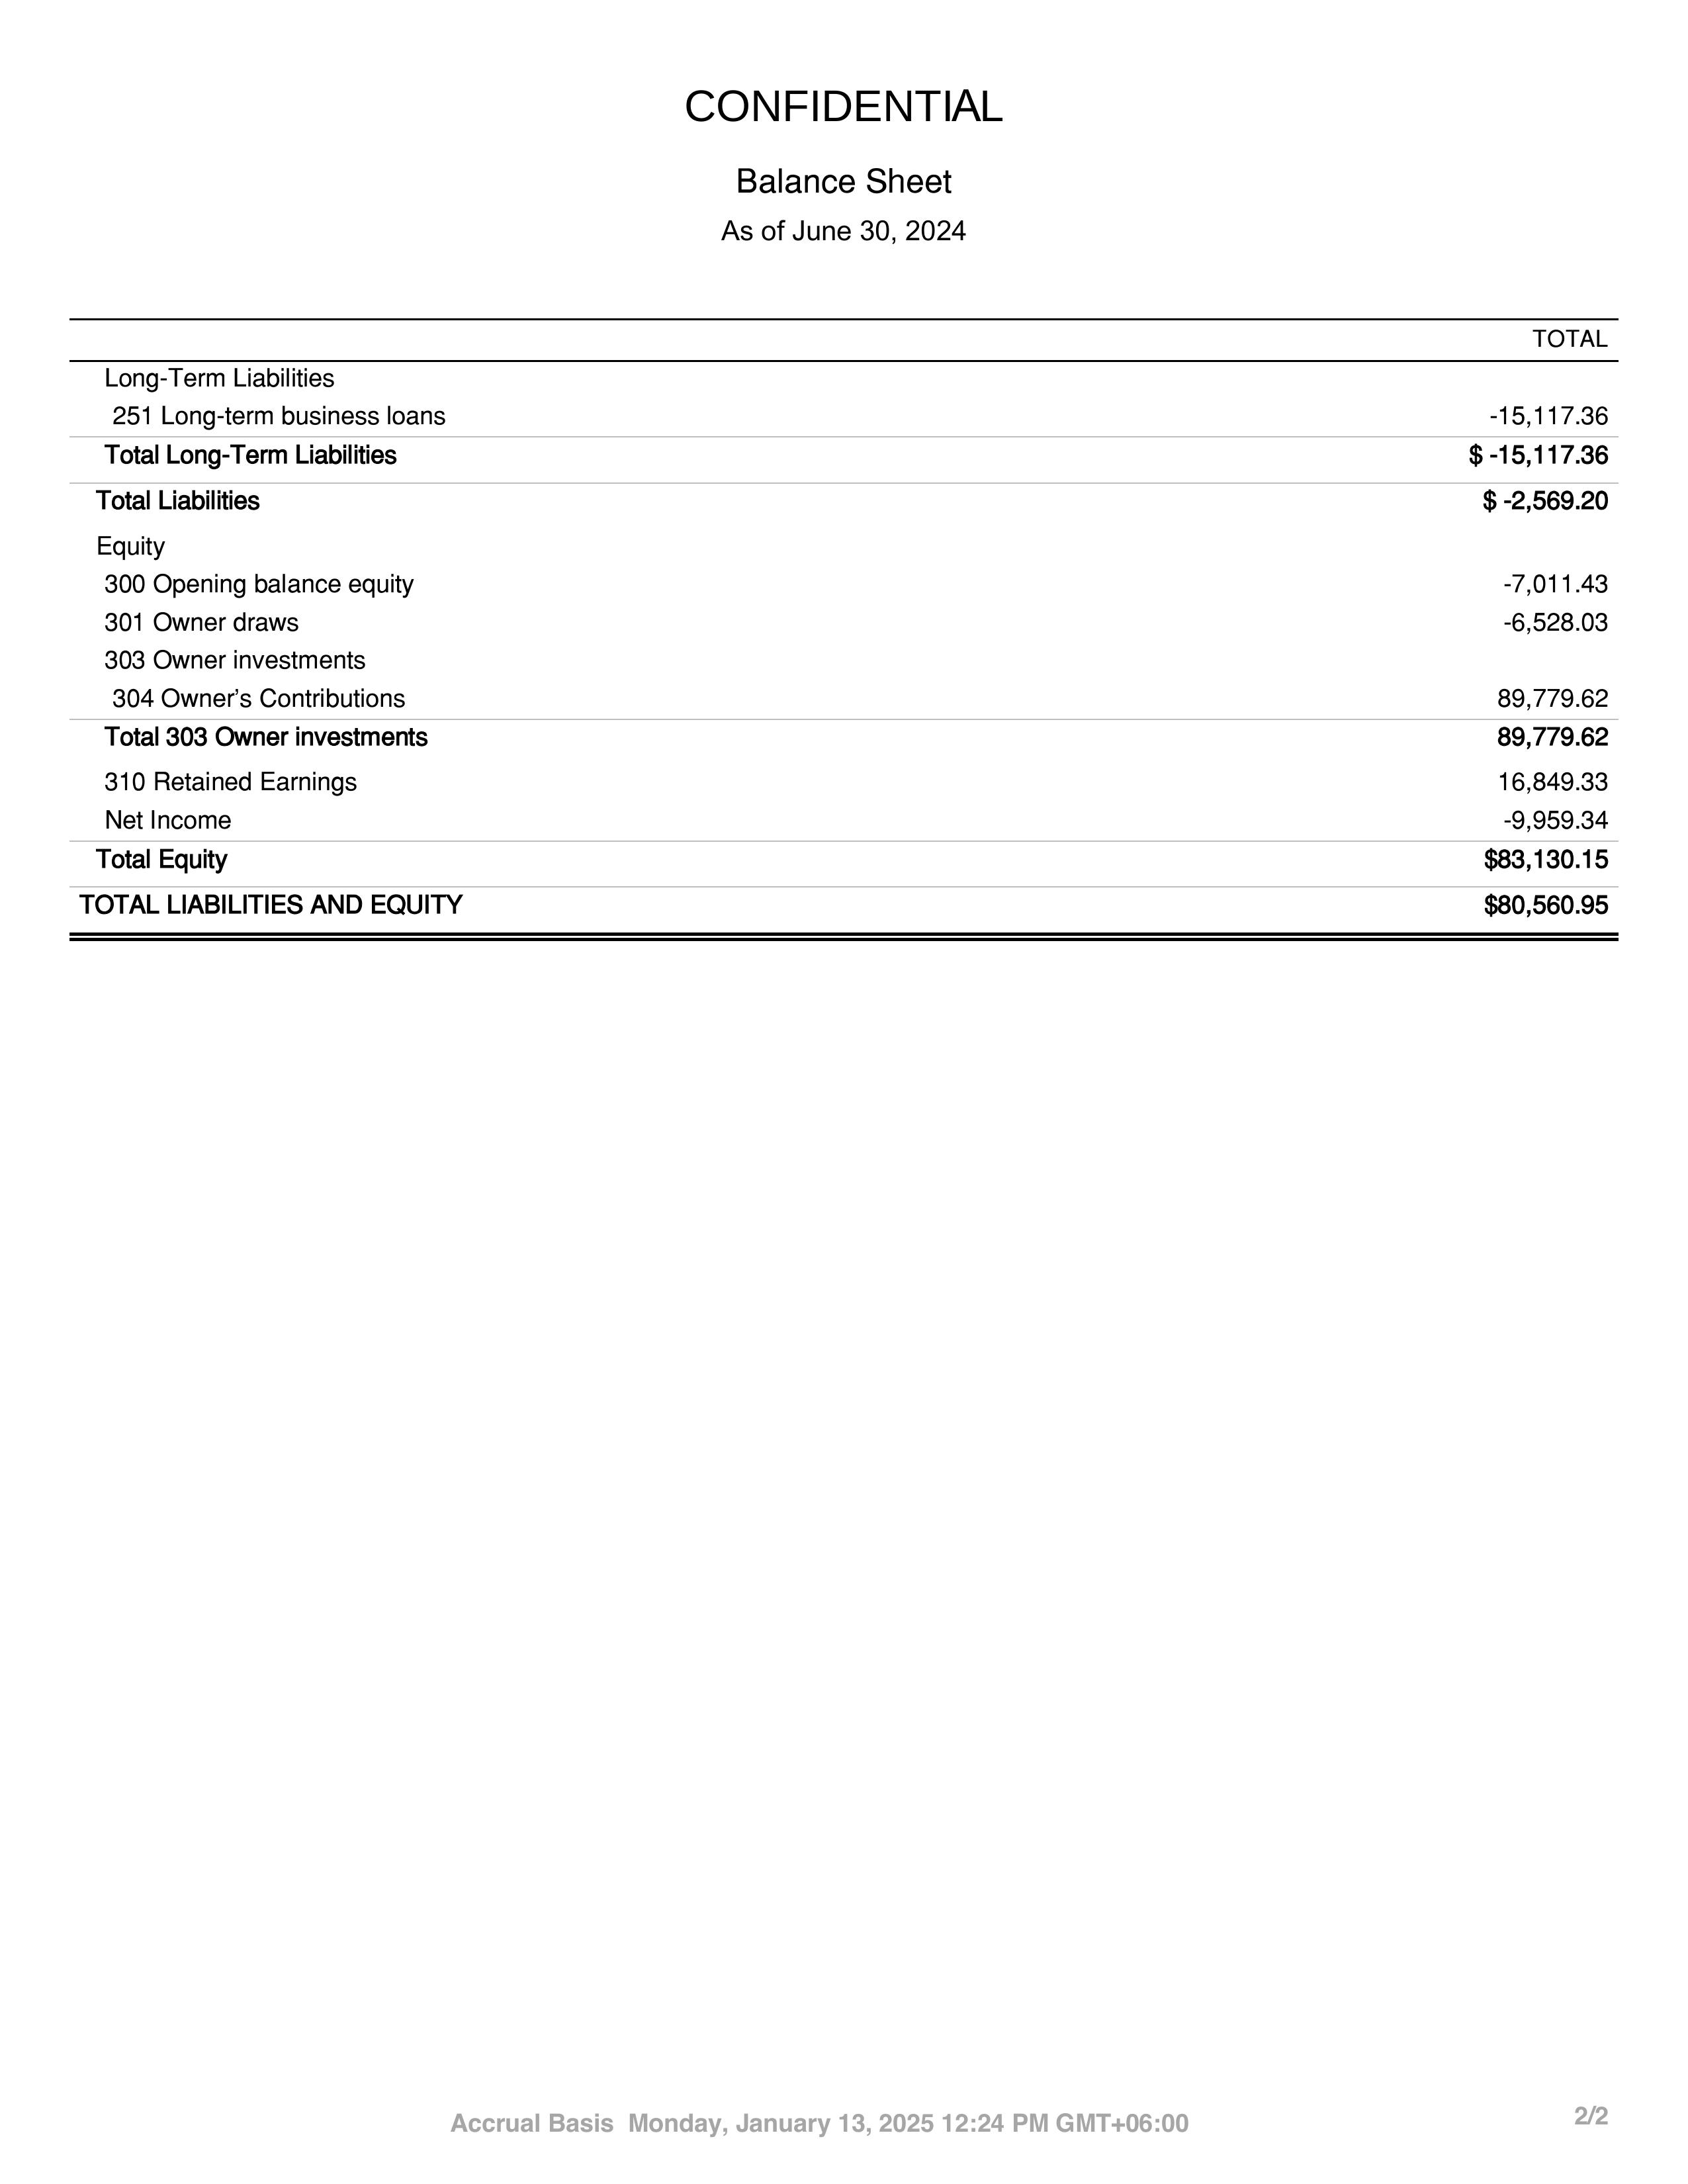 CONFIDENTIAL
Balance Sheet
As of June 30, 2024
TOTAL
Long-Term Liabilities
251 Long-term business loans -15,117.36
Total Long-Term Liabilities $ -15,117.36
Total Liabilities $ -2,569.20
Equity
300 Opening balance equity -7,011.43
301 Owner draws -6,528.03
303 Owner investments
304 Owner’s Contributions 89,779.62
Total 303 Owner investments 89,779.62
310 Retained Earnings 16,849.33
Net Income -9,959.34
Total Equity $83,130.15
TOTAL LIABILITIES AND EQUITY $80,560.95
Accrual Basis Monday, January 13, 2025 12:24 PM GMT+06:00 2/2